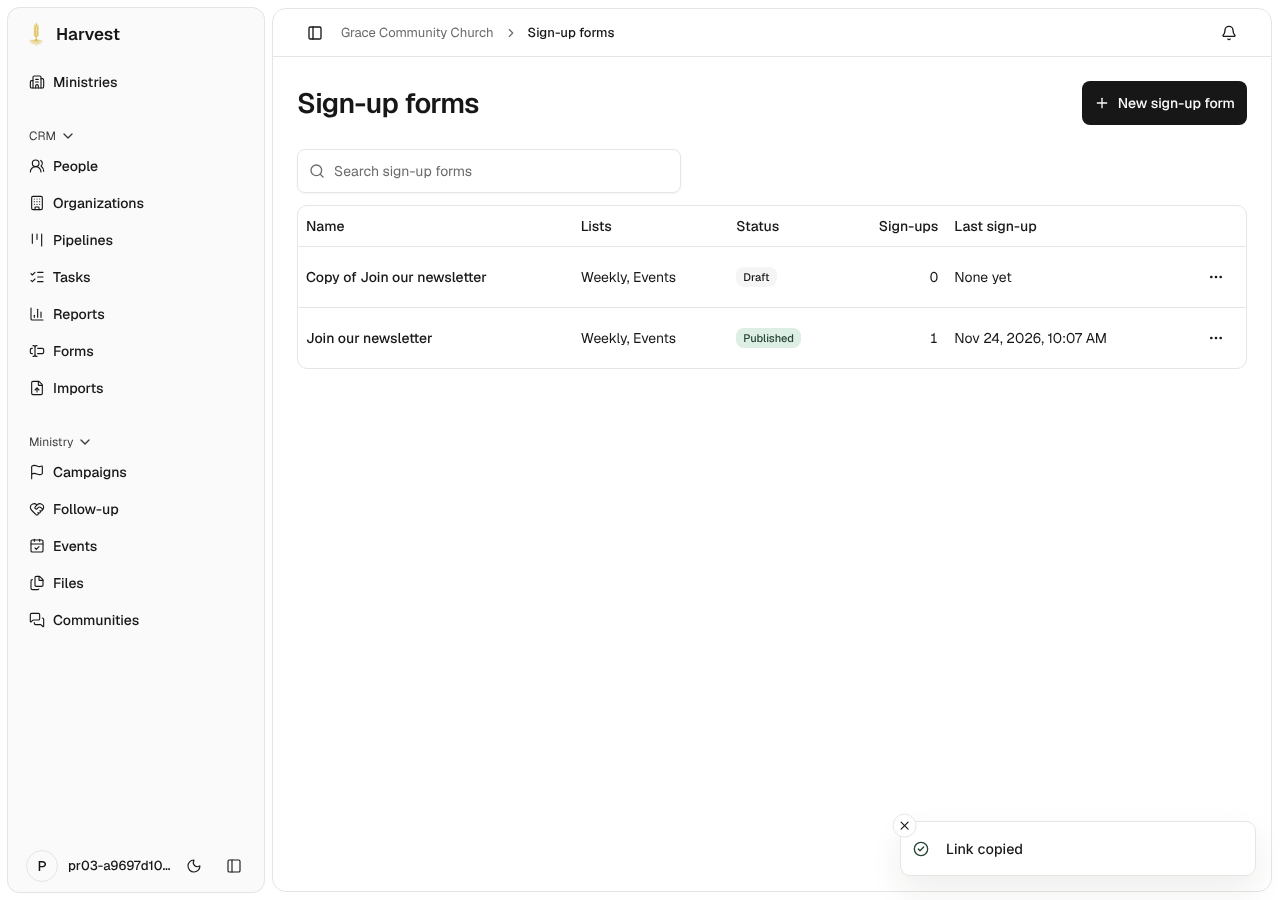 Harvest
Grace Community Church > Sign-up forms
Ministries
Sign-up forms
New sign-up form
CRM
People
Organizations
Pipelines
Tasks
Reports
Forms
Imports
Search sign-up forms
Name Lists Status Sign-ups Last sign-up
Copy of Join our newsletter Weekly, Events Draft 0 None yet
Join our newsletter Weekly, Events Published 1 Nov 24, 2026, 10:07 AM
Ministry
Campaigns
Follow-up
Events
Files
Communities
P pr03-a9697d10...
Link copied